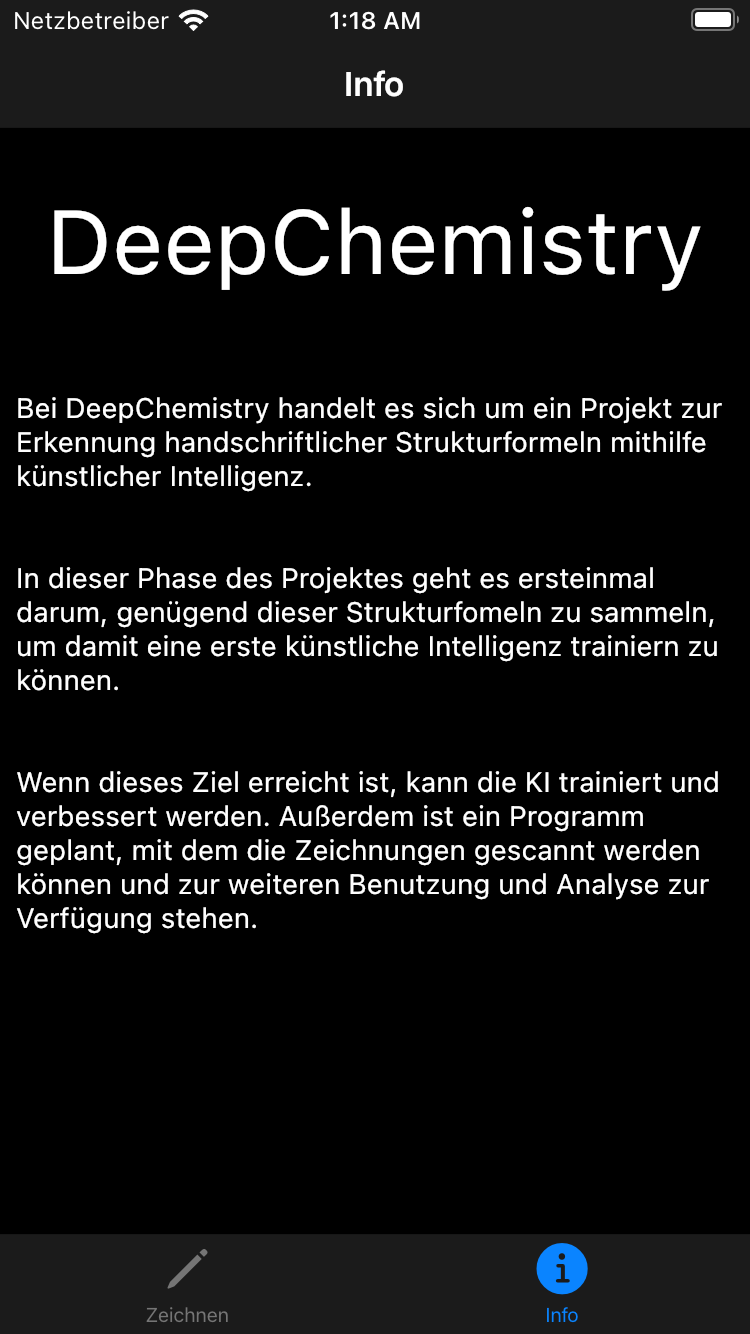 Netzbetreiber 1:18 AM
Info
DeepChemistry
Bei DeepChemistry handelt es sich um ein Projekt zur
Erkennung handschriftlicher Strukturformeln mithilfe
künstlicher Intelligenz.
In dieser Phase des Projektes geht es ersteinmal
darum, genügend dieser Strukturfomeln zu sammeln,
um damit eine erste künstliche Intelligenz trainiern zu
können.
Wenn dieses Ziel erreicht ist, kann die KI trainiert und
verbessert werden. Außerdem ist ein Programm
geplant, mit dem die Zeichnungen gescannt werden
können und zur weiteren Benutzung und Analyse zur
Verfügung stehen.
Zeichnen Info